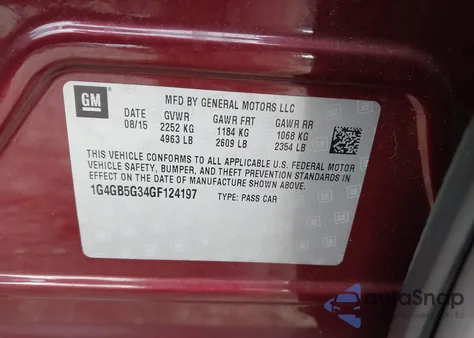 GM
MFD BY GENERAL MOTORS LLC
DATE GVWR GAWR FRT GAWR RR
08/15 2252 KG 1184 KG 1068 KG
4963 LB 2609 LB 2354 LB
THIS VEHICLE CONFORMS TO ALL APPLICABLE U.S. FEDERAL MOTOR
VEHICLE SAFETY, BUMPER, AND THEFT PREVENTION STANDARDS IN
EFFECT ON THE DATE OF MANUFACTURE SHOWN ABOVE.
1G4GB5G34GF124197 TYPE: PASS CAR
autoSnap